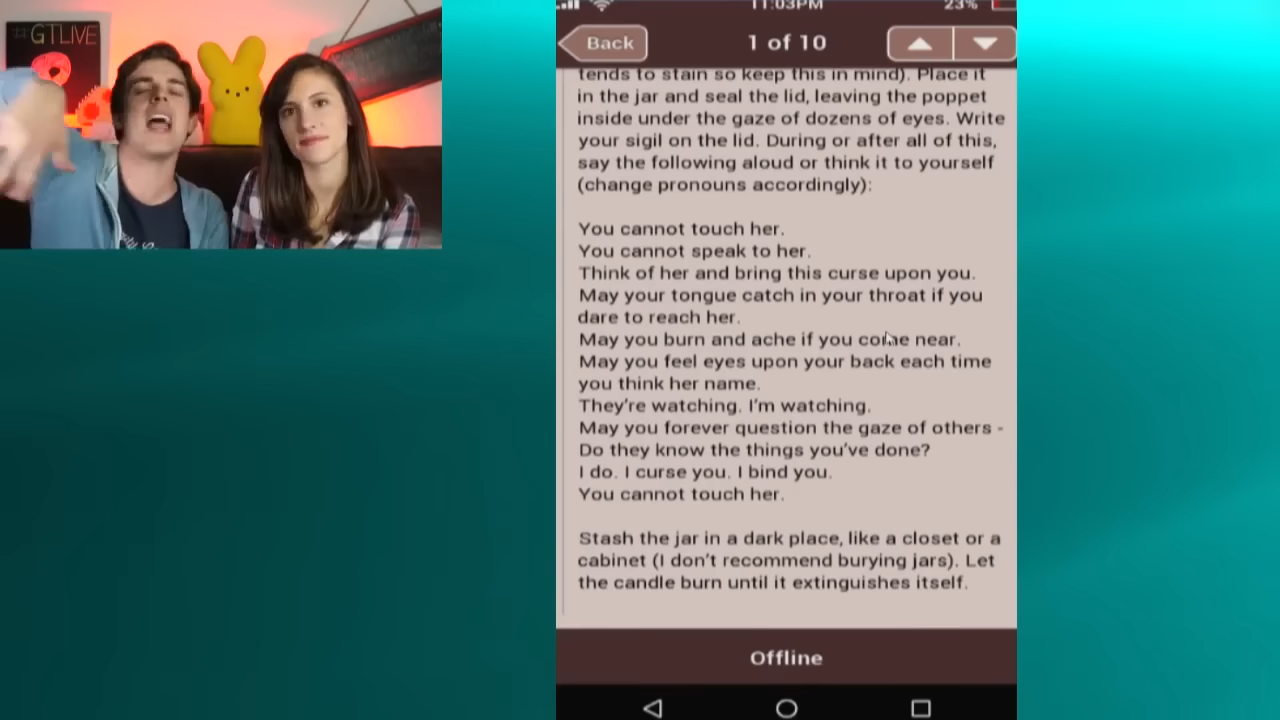 #GTLIVE
11:03PM
23%
Back
1 of 10
tends to stain so keep this in mind). Place it
in the jar and seal the lid, leaving the poppet
inside under the gaze of dozens of eyes. Write
your sigil on the lid. During or after all of this,
say the following aloud or think it to yourself
(change pronouns accordingly):
You cannot touch her.
You cannot speak to her.
Think of her and bring this curse upon you.
May your tongue catch in your throat if you
dare to reach her.
May you burn and ache if you come near.
May you feel eyes upon your back each time
you think her name.
They're watching. I'm watching.
May you forever question the gaze of others -
Do they know the things you've done?
I do. I curse you. I bind you.
You cannot touch her.
Stash the jar in a dark place, like a closet or a
cabinet (I don't recommend burying jars). Let
the candle burn until it extinguishes itself.
Offline